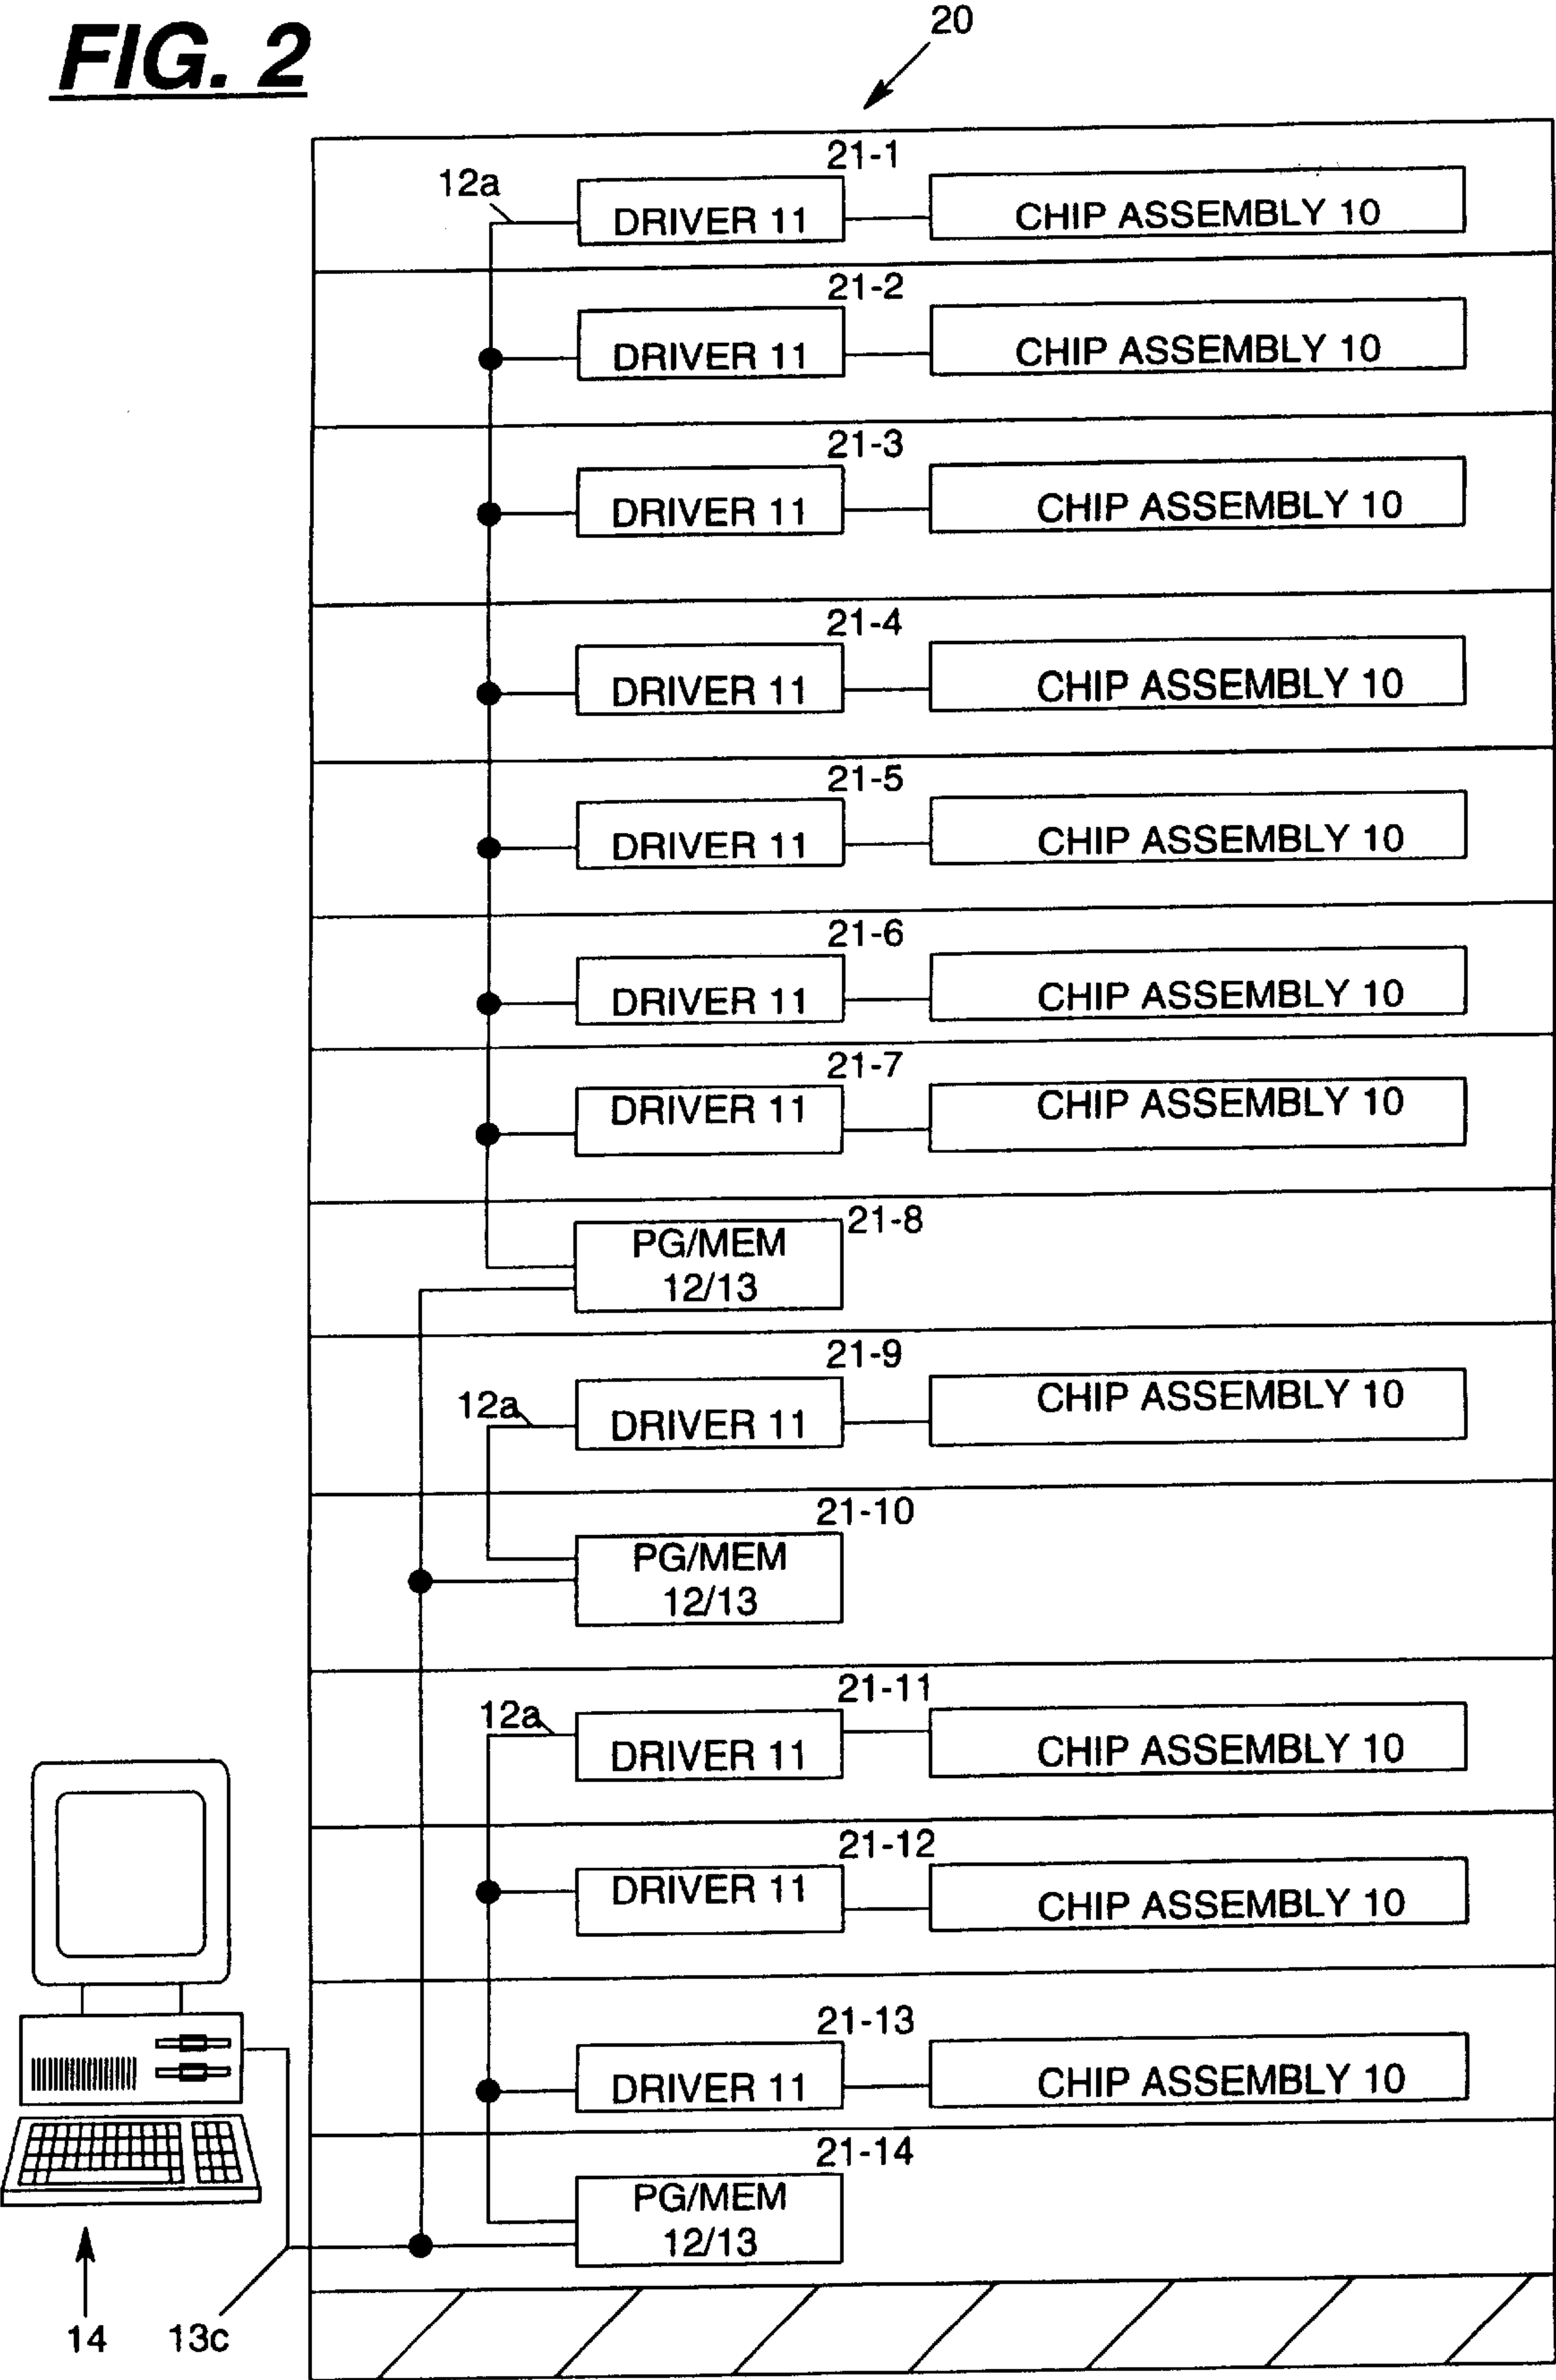 FIG. 2
20
21-1
12a
DRIVER 11
CHIP ASSEMBLY 10
21-2
DRIVER 11
CHIP ASSEMBLY 10
21-3
DRIVER 11
CHIP ASSEMBLY 10
21-4
DRIVER 11
CHIP ASSEMBLY 10
21-5
DRIVER 11
CHIP ASSEMBLY 10
21-6
DRIVER 11
CHIP ASSEMBLY 10
21-7
DRIVER 11
CHIP ASSEMBLY 10
21-8
PG/MEM
12/13
21-9
12a
DRIVER 11
CHIP ASSEMBLY 10
21-10
PG/MEM
12/13
21-11
12a
DRIVER 11
CHIP ASSEMBLY 10
21-12
DRIVER 11
CHIP ASSEMBLY 10
21-13
DRIVER 11
CHIP ASSEMBLY 10
21-14
PG/MEM
12/13
14
13c